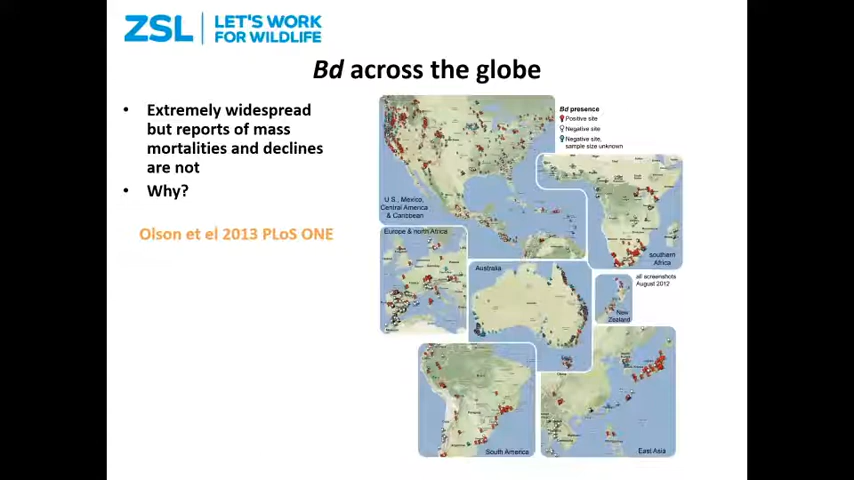 ZSL
LET'S WORK
FOR WILDLIFE
Bd across the globe
• Extremely widespread
but reports of mass
mortalities and declines
are not
• Why?
Olson et el 2013 PLoS ONE
Bd presence
Positive site
Negative site
Negative site,
sample size unknown
U.S., Mexico,
Central America
& Caribbean
southern
Africa
Europe & north Africa
Australia
all screenshots
August 2012
New
Zealand
South America
East Asia